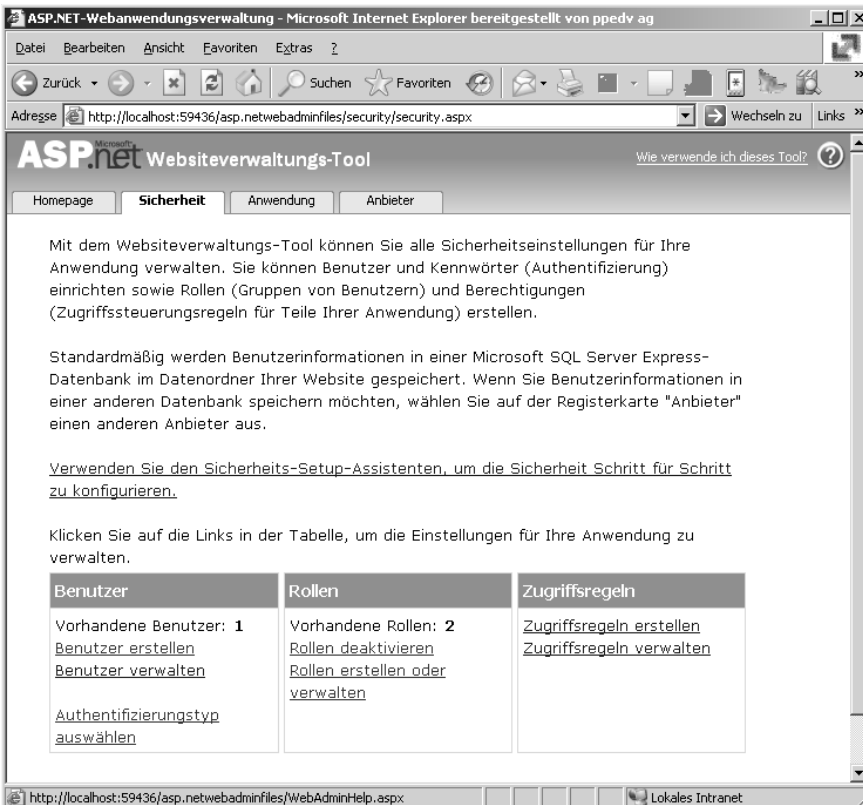 ASP.NET-Webanwendungsverwaltung - Microsoft Internet Explorer bereitgestellt von ppedv ag
Datei Bearbeiten Ansicht Favoriten Extras ?
Zurück Suchen Favoriten »
Adresse http://localhost:59436/asp.netwebadminfiles/security/security.aspx Wechseln zu Links »
Microsoft
ASP.net Websiteverwaltungs-Tool Wie verwende ich dieses Tool? ?
Homepage Sicherheit Anwendung Anbieter
Mit dem Websiteverwaltungs-Tool können Sie alle Sicherheitseinstellungen für Ihre
Anwendung verwalten. Sie können Benutzer und Kennwörter (Authentifizierung)
einrichten sowie Rollen (Gruppen von Benutzern) und Berechtigungen
(Zugriffssteuerungsregeln für Teile Ihrer Anwendung) erstellen.
Standardmäßig werden Benutzerinformationen in einer Microsoft SQL Server Express-
Datenbank im Datenordner Ihrer Website gespeichert. Wenn Sie Benutzerinformationen in
einer anderen Datenbank speichern möchten, wählen Sie auf der Registerkarte "Anbieter"
einen anderen Anbieter aus.
Verwenden Sie den Sicherheits-Setup-Assistenten, um die Sicherheit Schritt für Schritt
zu konfigurieren.
Klicken Sie auf die Links in der Tabelle, um die Einstellungen für Ihre Anwendung zu
verwalten.
Benutzer
Vorhandene Benutzer: 1
Benutzer erstellen
Benutzer verwalten
Authentifizierungstyp
auswählen
Rollen
Vorhandene Rollen: 2
Rollen deaktivieren
Rollen erstellen oder
verwalten
Zugriffsregeln
Zugriffsregeln erstellen
Zugriffsregeln verwalten
http://localhost:59436/asp.netwebadminfiles/WebAdminHelp.aspx Lokales Intranet